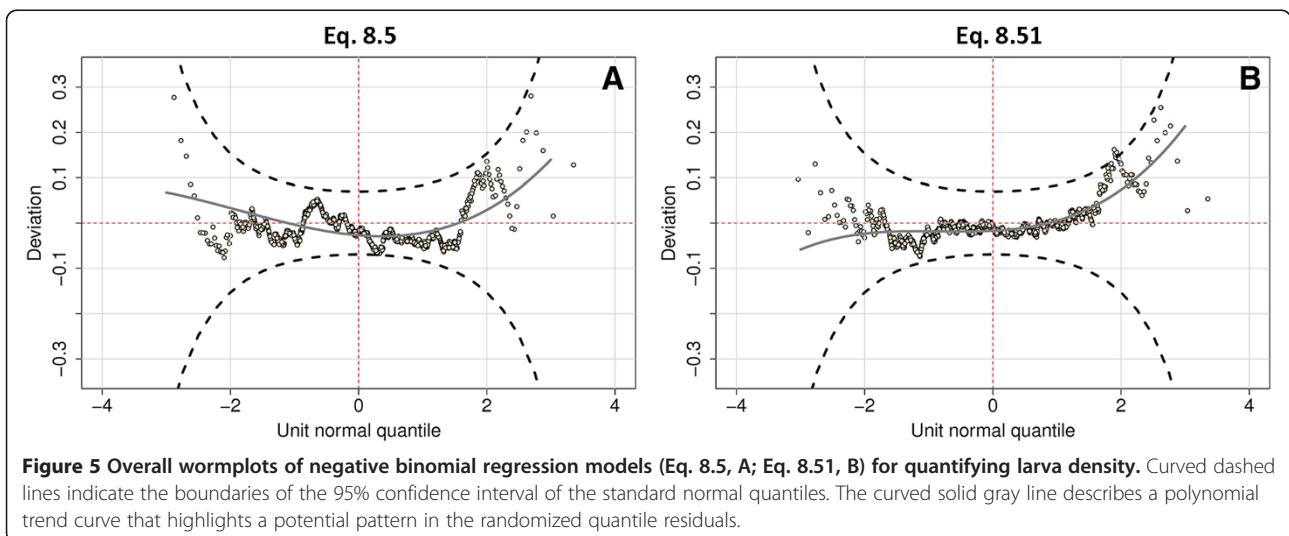 Eq. 8.5
Eq. 8.51
A
B
Deviation
0.3
0.2
0.1
−0.1
−0.3
−4
−2
0
2
4
Unit normal quantile
Deviation
0.3
0.2
0.1
−0.1
−0.3
−4
−2
0
2
4
Unit normal quantile
Figure 5 Overall wormplots of negative binomial regression models (Eq. 8.5, A; Eq. 8.51, B) for quantifying larva density. Curved dashed
lines indicate the boundaries of the 95% confidence interval of the standard normal quantiles. The curved solid gray line describes a polynomial
trend curve that highlights a potential pattern in the randomized quantile residuals.